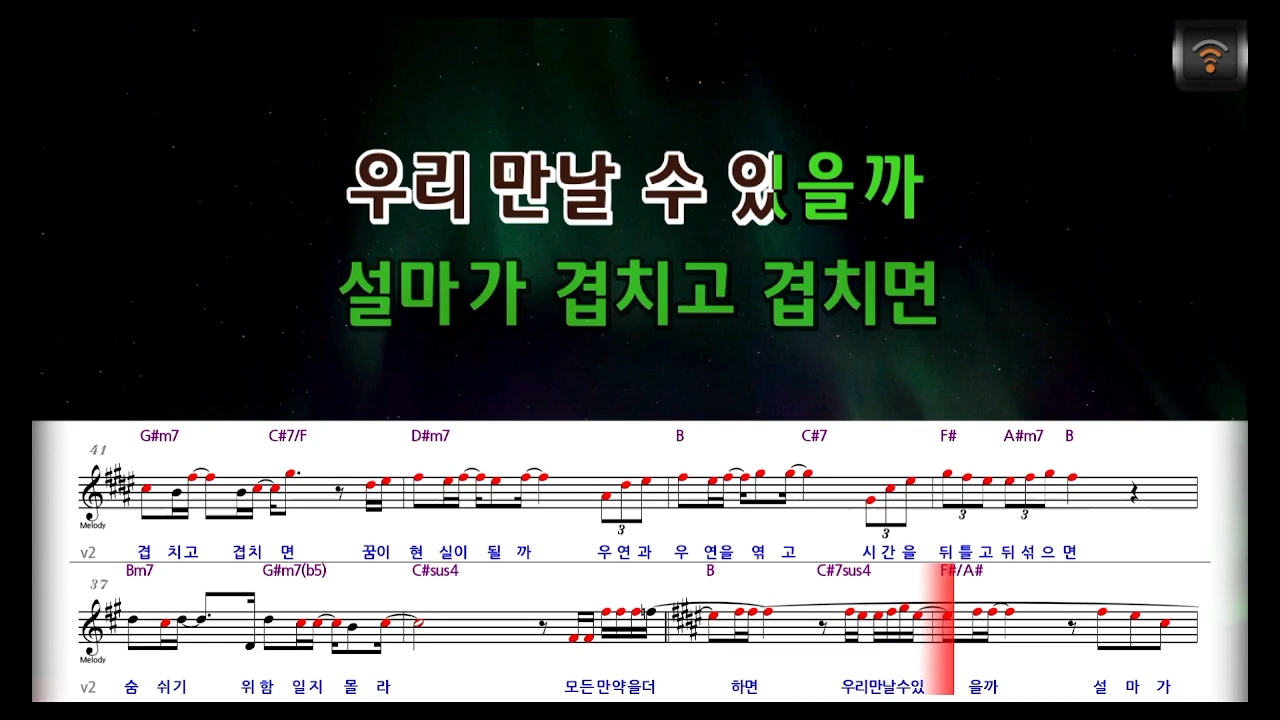 우리 만날 수 있을까
설마가 겹치고 겹치면
G#m7 C#7/F D#m7 B C#7 F# A#m7 B
41
Melody
3 3 3 3
v2 겹 치고 겹치 면 꿈이 현 실이 될 까 우 연 과 우 연을 엮 고 시 간 을 뒤 틀 고 뒤 섞 으 면
Bm7 G#m7(b5) C#sus4 B C#7sus4 F#/A#
37
Melody
v2 숨 쉬기 위 함 일 지 몰 라 모든만약을더 하면 우리만날수있 을까 설 마 가